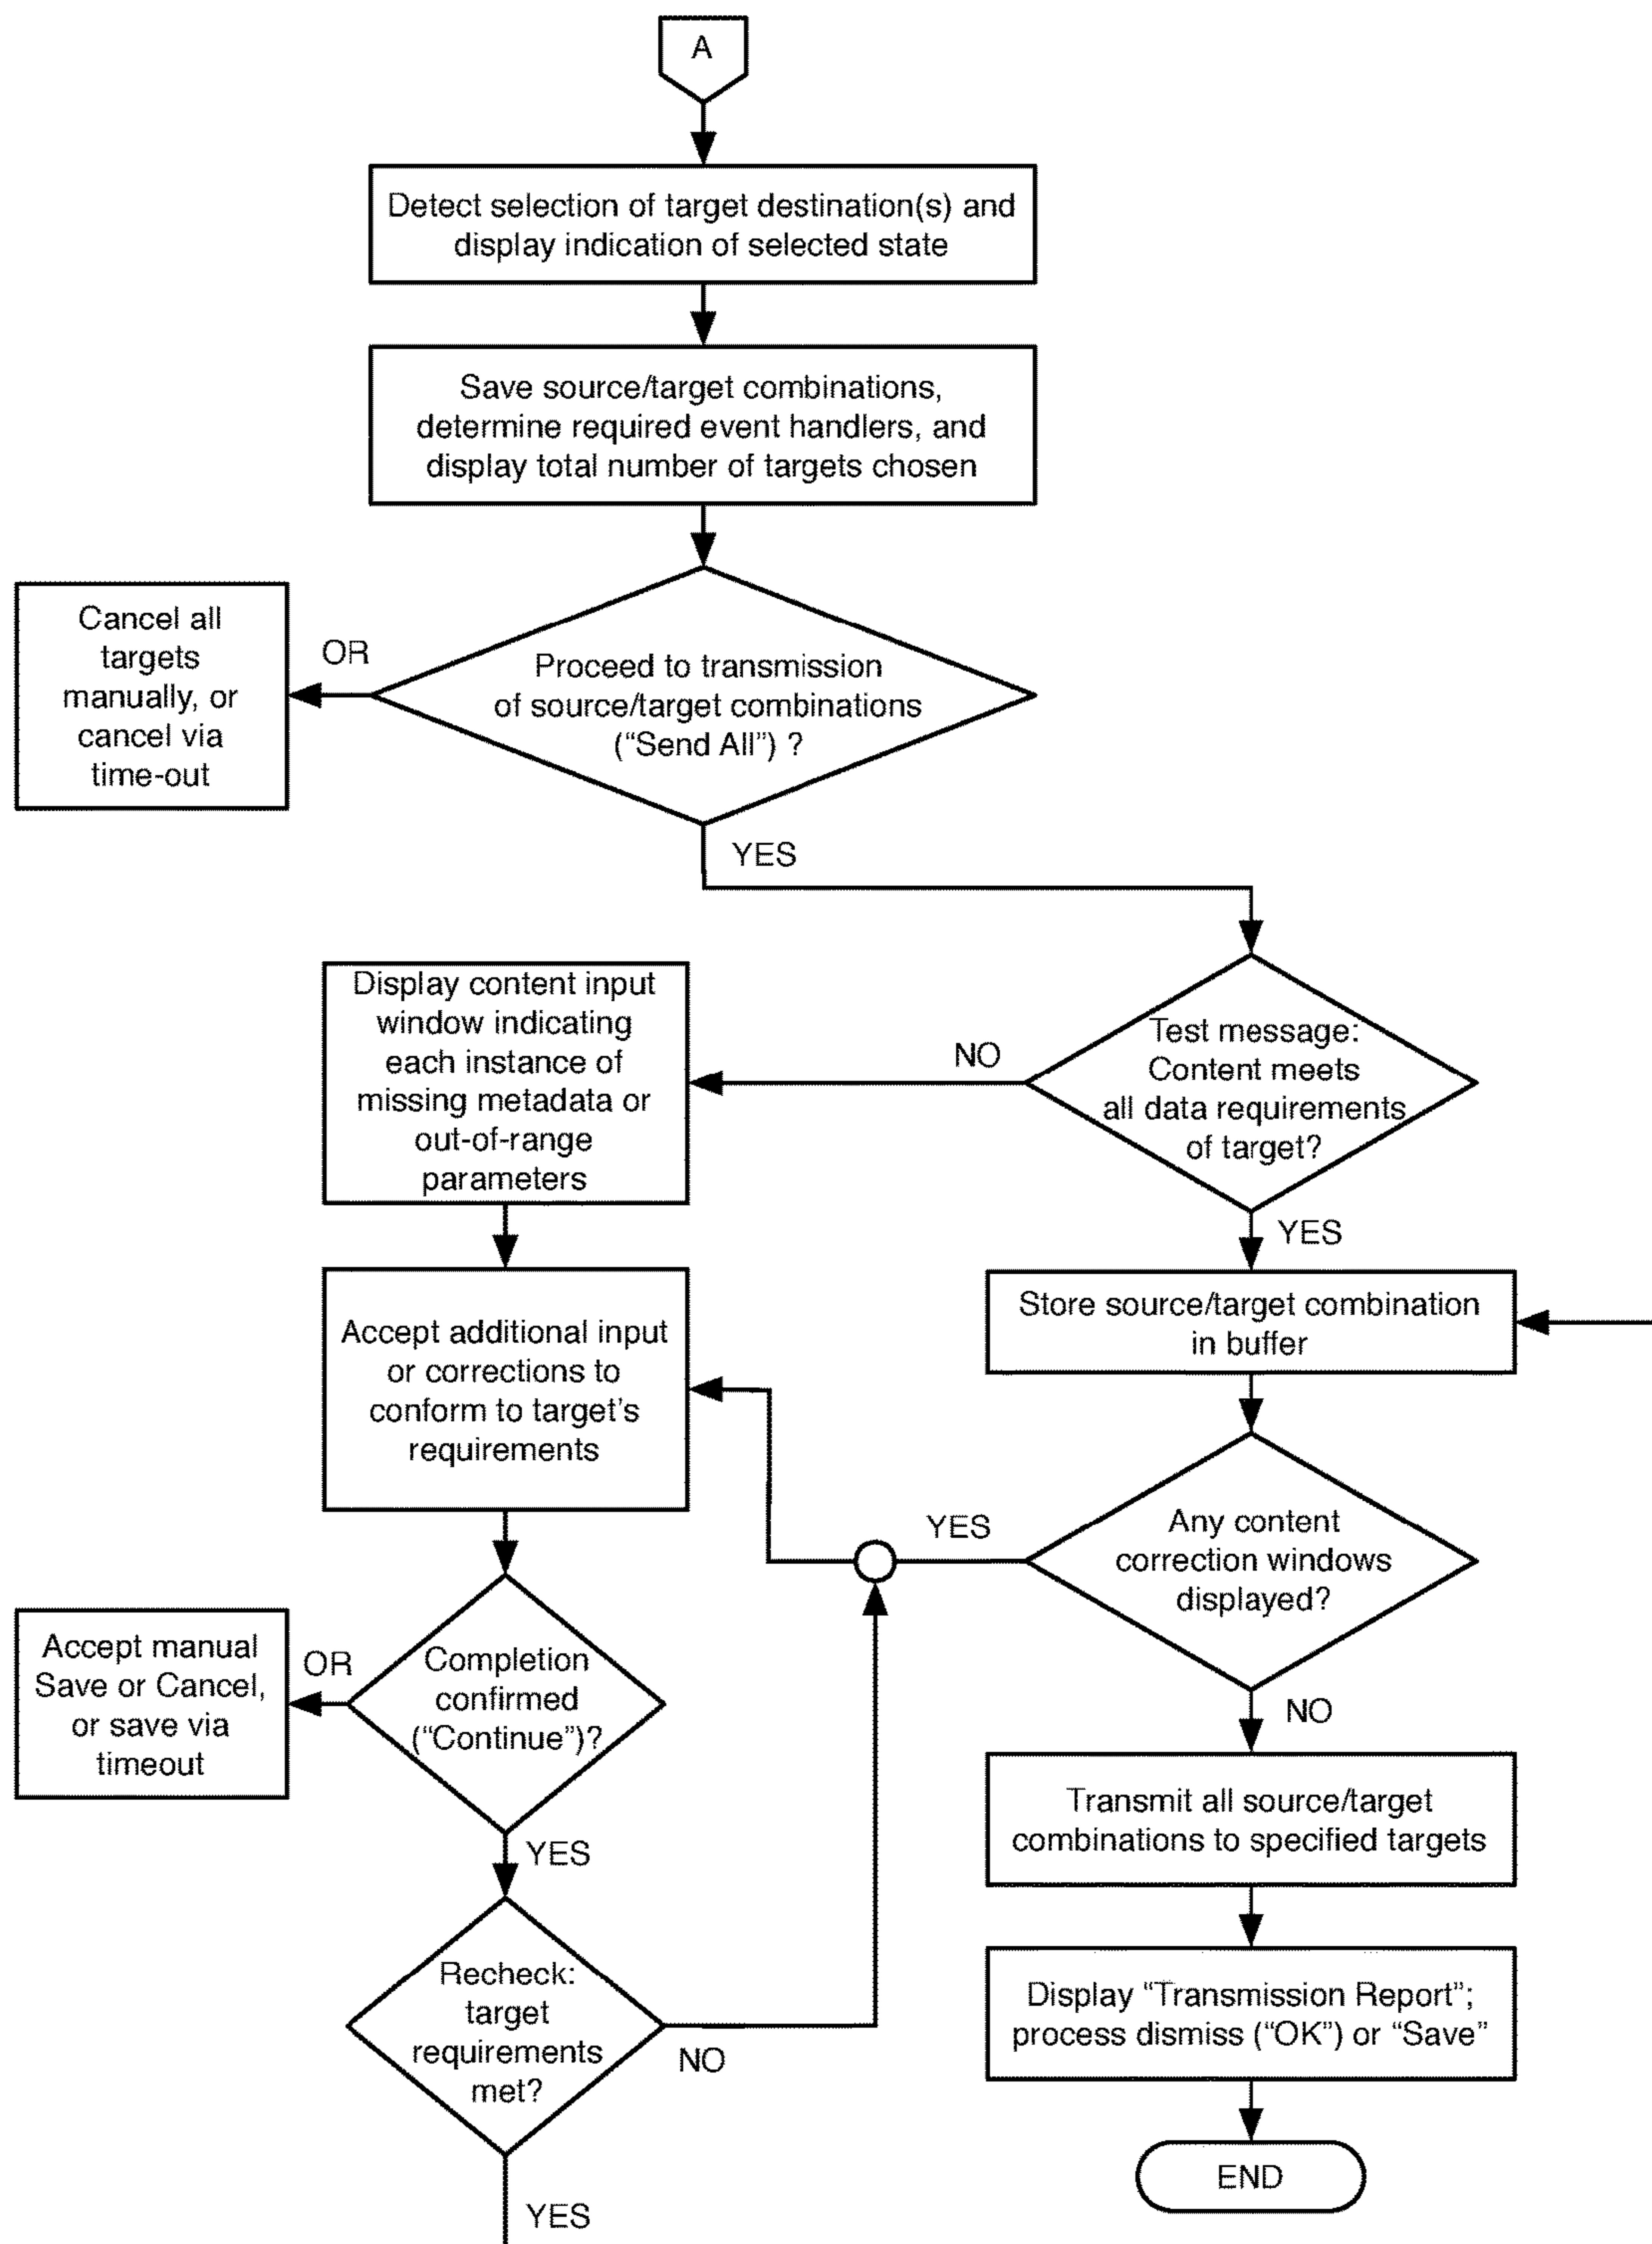 A
Detect selection of target destination(s) and
display indication of selected state
Save source/target combinations,
determine required event handlers, and
display total number of targets chosen
Cancel all
targets
manually, or
cancel via
time-out
OR
Proceed to transmission
of source/target combinations
(“Send All”) ?
YES
Display content input
window indicating
each instance of
missing metadata or
out-of-range
parameters
NO
Test message:
Content meets
all data requirements
of target?
YES
Accept additional input
or corrections to
conform to target’s
requirements
Store source/target combination
in buffer
YES
Any content
correction windows
displayed?
Accept manual
Save or Cancel,
or save via
timeout
OR
Completion
confirmed
(“Continue”)?
NO
YES
Transmit all source/target
combinations to specified targets
Recheck:
target
requirements
met?
NO
Display “Transmission Report”;
process dismiss (“OK”) or “Save”
YES
END